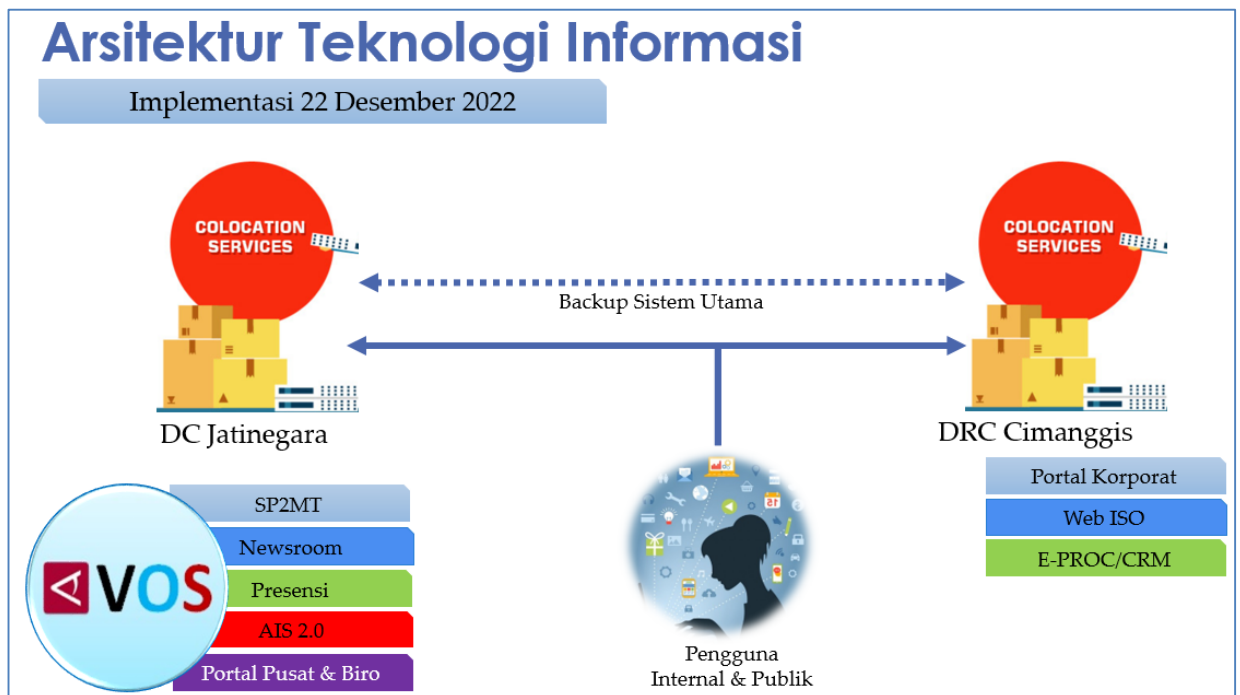 Arsitektur Teknologi Informasi
Implementasi 22 Desember 2022
COLOCATION
SERVICES
COLOCATION
SERVICES
Backup Sistem Utama
DC Jatinegara
DRC Cimanggis
SP2MT
Newsroom
Presensi
AIS 2.0
Portal Pusat & Biro
VOS
Pengguna
Internal & Publik
Portal Korporat
Web ISO
E-PROC/CRM
15